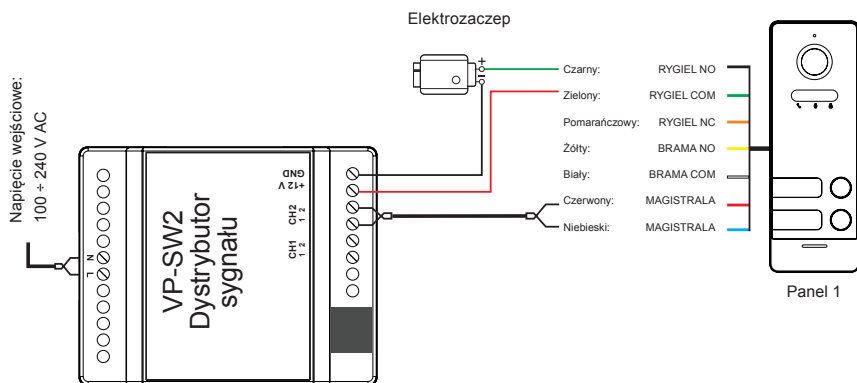 Elektrozaczep
+
–
Czarny: RYGIEL NO
Zielony: RYGIEL COM
Pomarańczowy: RYGIEL NC
Żółty: BRAMA NO
Biały: BRAMA COM
Czerwony: MAGISTRALA
Niebieski: MAGISTRALA
Panel 1
Napięcie wejściowe:
100 ÷ 240 V AC
N
L
VP-SW2
Dystrybutor
sygnału
GND
+12 V
CH2
1 2
CH1
1 2